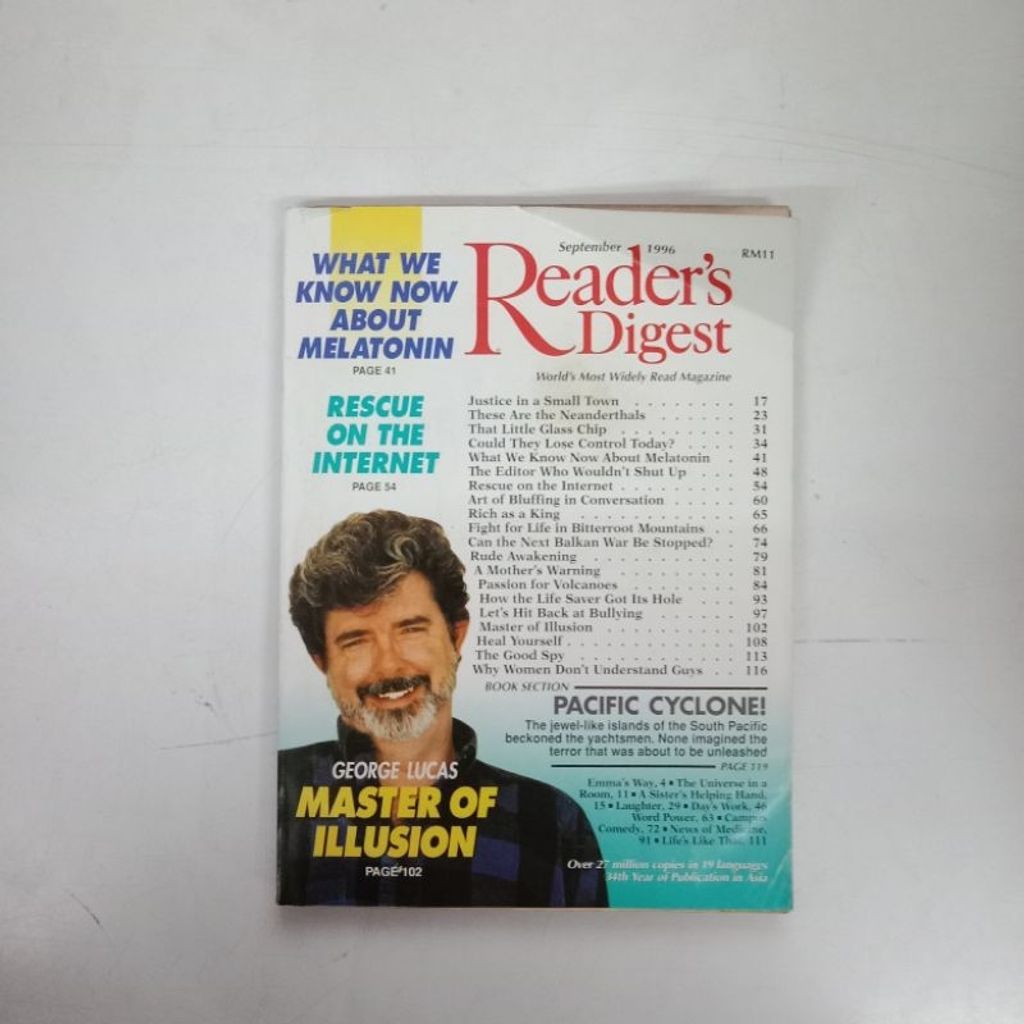 WHAT WE
KNOW NOW
ABOUT
MELATONIN
PAGE 41
RESCUE
ON THE
INTERNET
PAGE 54
September 1996
RM11
Reader's
Digest
World's Most Widely Read Magazine
Justice in a Small Town . . . . . . . . 17
These Are the Neanderthals . . . . . . . 23
That Little Glass Chip . . . . . . . . 31
Could They Lose Control Today? . . . . 34
What We Know Now About Melatonin . 41
The Editor Who Wouldn't Shut Up . . . 48
Rescue on the Internet . . . . . . . . . 54
Art of Bluffing in Conversation . . . . . 60
Rich as a King . . . . . . . . . . . 65
Fight for Life in Bitterroot Mountains . . 66
Can the Next Balkan War Be Stopped? . 74
Rude Awakening . . . . . . . . . . 79
A Mother's Warning . . . . . . . . . 81
Passion for Volcanoes . . . . . . . . 84
How the Life Saver Got Its Hole . . . 93
Let's Hit Back at Bullying . . . . . . 97
Master of Illusion . . . . . . . . . . 102
Heal Yourself . . . . . . . . . . . . 108
The Good Spy . . . . . . . . . . . 113
Why Women Don't Understand Guys . . 116
BOOK SECTION
PACIFIC CYCLONE!
The jewel-like islands of the South Pacific
beckoned the yachtsmen. None imagined the
terror that was about to be unleashed
PAGE 119
Emma's Way, 4 ▪ The Universe in a
Room, 11 ▪ A Sister's Helping Hand,
15 ▪ Laughter, 29 ▪ Day's Work, 46
Word Power, 63 ▪ Campus
Comedy, 72 ▪ News of Medicine,
91 ▪ Life's Like That, 111
Over 27 million copies in 19 languages
34th Year of Publication in Asia
GEORGE LUCAS
MASTER OF
ILLUSION
PAGE 102